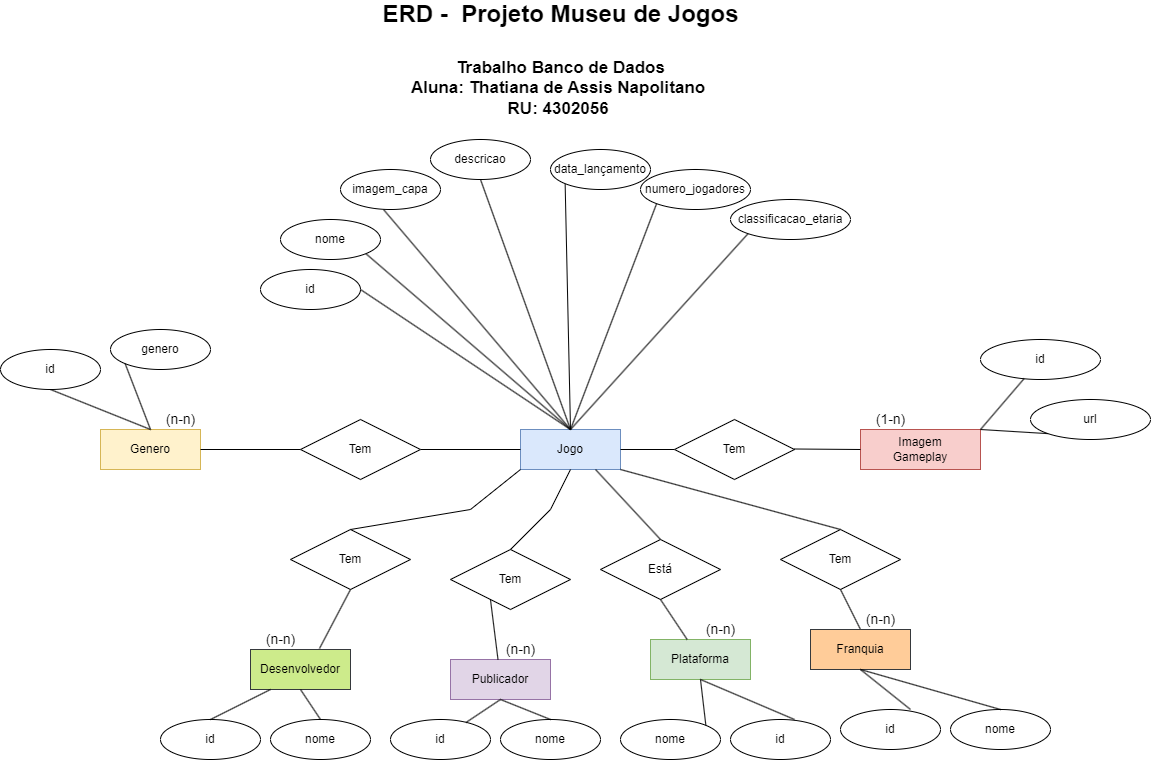 ERD -  Projeto Museu de Jogos
Trabalho Banco de Dados
Aluna: Thatiana de Assis Napolitano
RU: 4302056
descricao
data_lançamento
imagem_capa
numero_jogadores
classificacao_etaria
nome
id
genero
id
id
url
(n-n)
(1-n)
Genero
Tem
Jogo
Tem
Imagem
Gameplay
Tem
Tem
Está
Tem
(n-n)
(n-n)
(n-n)
(n-n)
Desenvolvedor
Publicador
Plataforma
Franquia
id
nome
id
nome
nome
id
id
nome